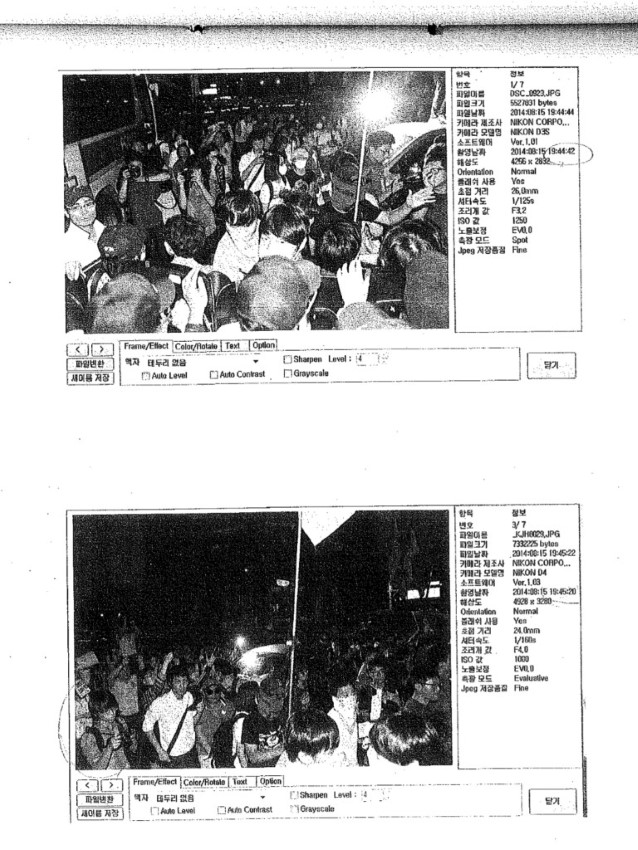 항목 정보
번호 1/ 7
파일이름 DSC_0923.JPG
파일크기 5527831 bytes
파일날짜 2014:08:15 19:44:44
카메라 제조사 NIKON CORPO...
카메라 모델명 NIKON D3S
소프트웨어 Ver.1.01
촬영날짜 2014:08:15 19:44:42
해상도 4256 x 2832
Orientation Normal
플래쉬 사용 Yes
초점 거리 26.0mm
셔터속도 1/125s
조리개 값 F3.2
ISO 값 1250
노출보정 EV0.0
측광 모드 Spot
Jpeg 저장품질 Fine
< >
파일변환
새이름 저장
Frame/Effect Color/Rotate Text Option
액자 테두리 없음
Sharpen Level : 4
Auto Level Auto Contrast Grayscale
닫기
항목 정보
번호 3/ 7
파일이름 _KJH0029.JPG
파일크기 7332225 bytes
파일날짜 2014:08:15 19:45:22
카메라 제조사 NIKON CORPO...
카메라 모델명 NIKON D4
소프트웨어 Ver.1.03
촬영날짜 2014:08:15 19:45:20
해상도 4928 x 3280
Orientation Normal
플래쉬 사용 Yes
초점 거리 24.0mm
셔터속도 1/160s
조리개 값 F4.0
ISO 값 1000
노출보정 EV0.0
측광 모드 Evaluative
Jpeg 저장품질 Fine
< >
파일변환
새이름 저장
Frame/Effect Color/Rotate Text Option
액자 테두리 없음
Sharpen Level : 4
Auto Level Auto Contrast Grayscale
닫기